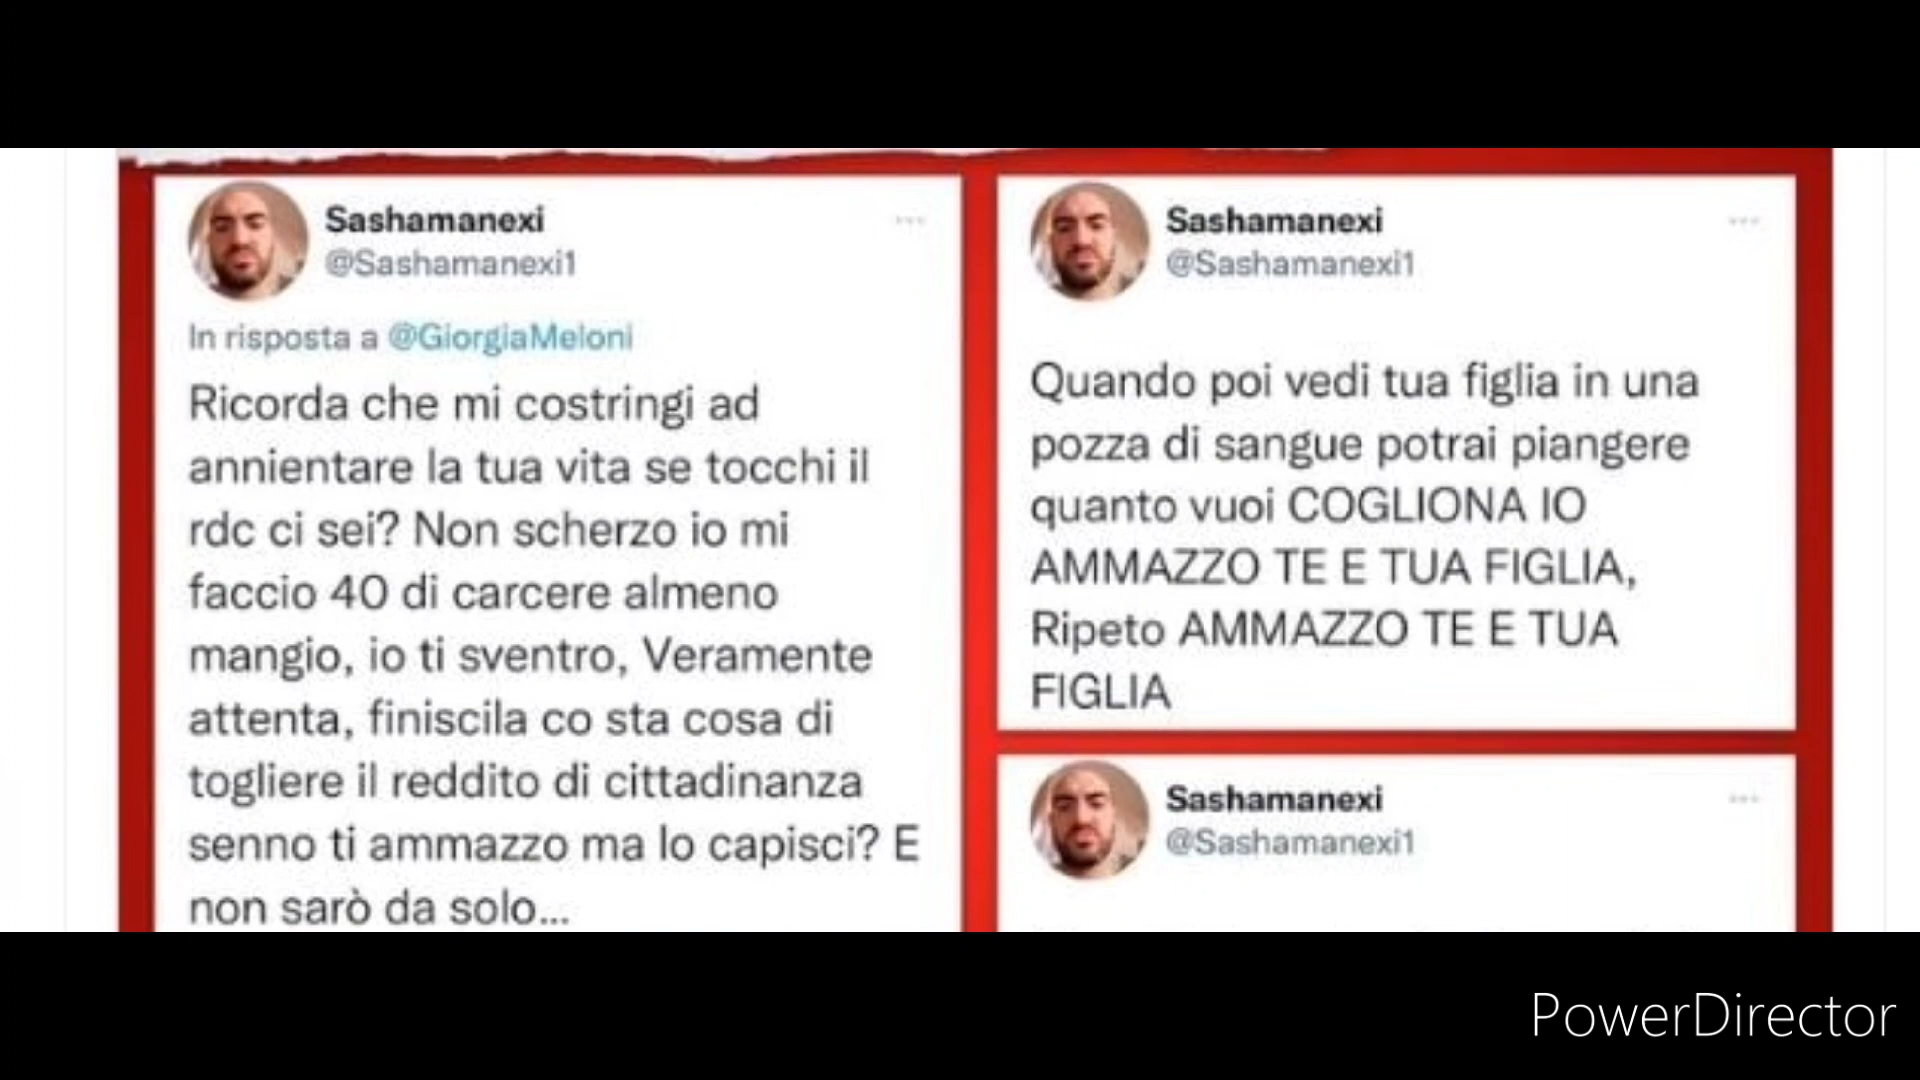 Sashamanexi
@Sashamanexi1
In risposta a @GiorgiaMeloni
Ricorda che mi costringi ad
annientare la tua vita se tocchi il
rdc ci sei? Non scherzo io mi
faccio 40 di carcere almeno
mangio, io ti sventro, Veramente
attenta, finiscila co sta cosa di
togliere il reddito di cittadinanza
senno ti ammazzo ma lo capisci? E
non sarò da solo...
Sashamanexi
@Sashamanexi1
Quando poi vedi tua figlia in una
pozza di sangue potrai piangere
quanto vuoi COGLIONA IO
AMMAZZO TE E TUA FIGLIA,
Ripeto AMMAZZO TE E TUA
FIGLIA
Sashamanexi
@Sashamanexi1
PowerDirector